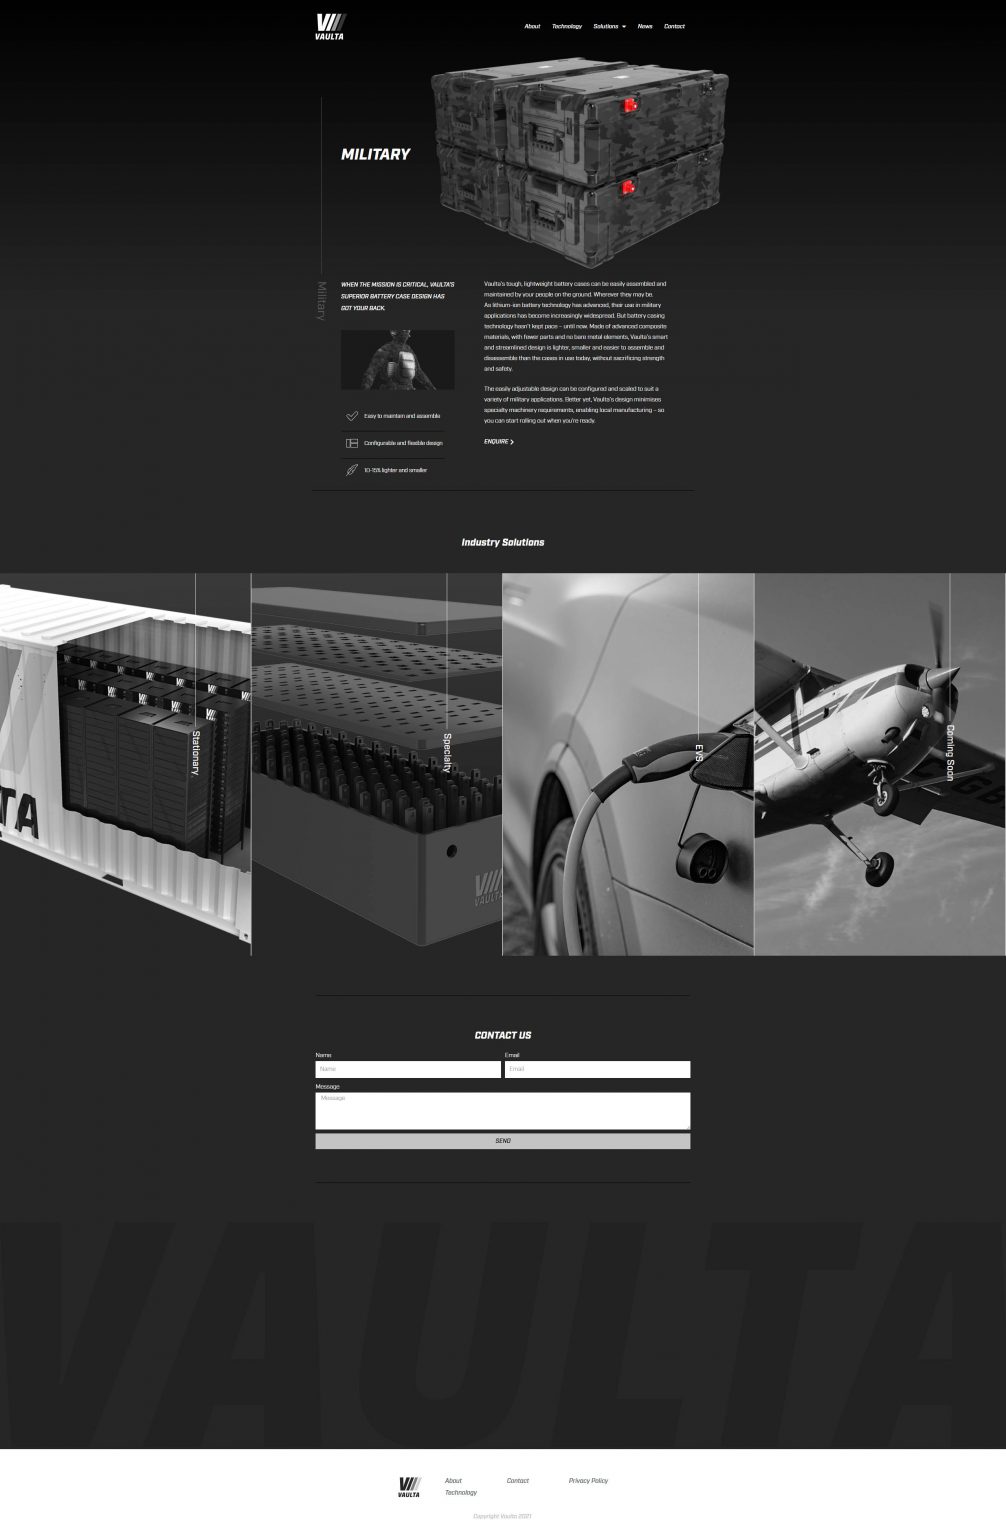 VAULTA
About
Technology
Solutions
News
Contact
MILITARY
Military
WHEN THE MISSION IS CRITICAL, VAULTA'S
SUPERIOR BATTERY CASE DESIGN HAS
GOT YOUR BACK.
Easy to maintain and assemble
Configurable and flexible design
10-15% lighter and smaller
Vaulta's tough, lightweight battery cases can be easily assembled and
maintained by your people on the ground. Wherever they may be.
As lithium-ion battery technology has advanced, their use in military
applications has become increasingly widespread. But battery casing
technology hasn't kept pace – until now. Made of advanced composite
materials, with fewer parts and no bare metal elements, Vaulta's smart
and streamlined design is lighter, smaller and easier to assemble and
disassemble than the cases in use today, without sacrificing strength
and safety.
The easily adjustable design can be configured and scaled to suit a
variety of military applications. Better yet, Vaulta's design minimises
specialty machinery requirements, enabling local manufacturing – so
you can start rolling out when you're ready.
ENQUIRE
Industry Solutions
Stationary
Specialty
EVS
Coming Soon
LTA
VAULTA
CONTACT US
Name
Email
Name
Email
Message
Message
SEND
VAULTA
VAULTA
About
Contact
Privacy Policy
Technology
Copyright Vaulta 2021